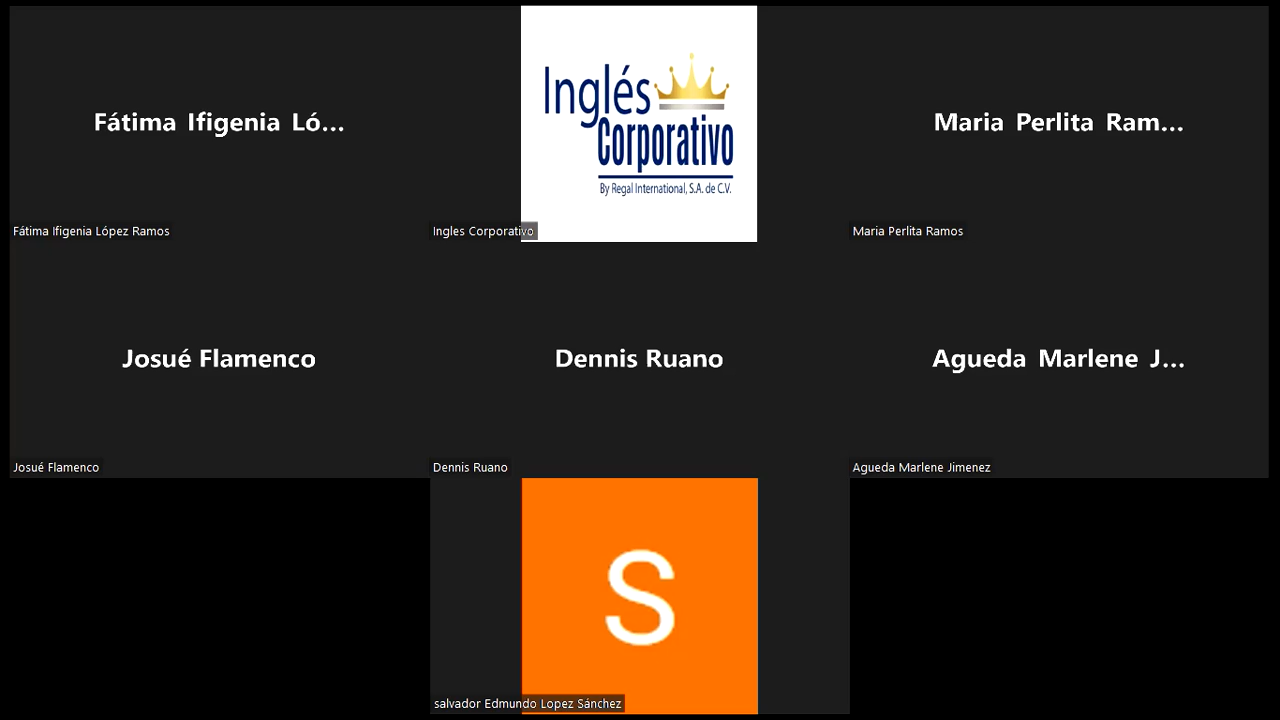 Fátima Ifigenia Ló...
Fátima Ifigenia López Ramos
Inglés
Corporativo
By Regal International, S.A. de C.V.
Ingles Corporativo
Maria Perlita Ram...
Maria Perlita Ramos
Josué Flamenco
Josué Flamenco
Dennis Ruano
Dennis Ruano
Agueda Marlene J...
Agueda Marlene Jimenez
S
salvador Edmundo Lopez Sánchez